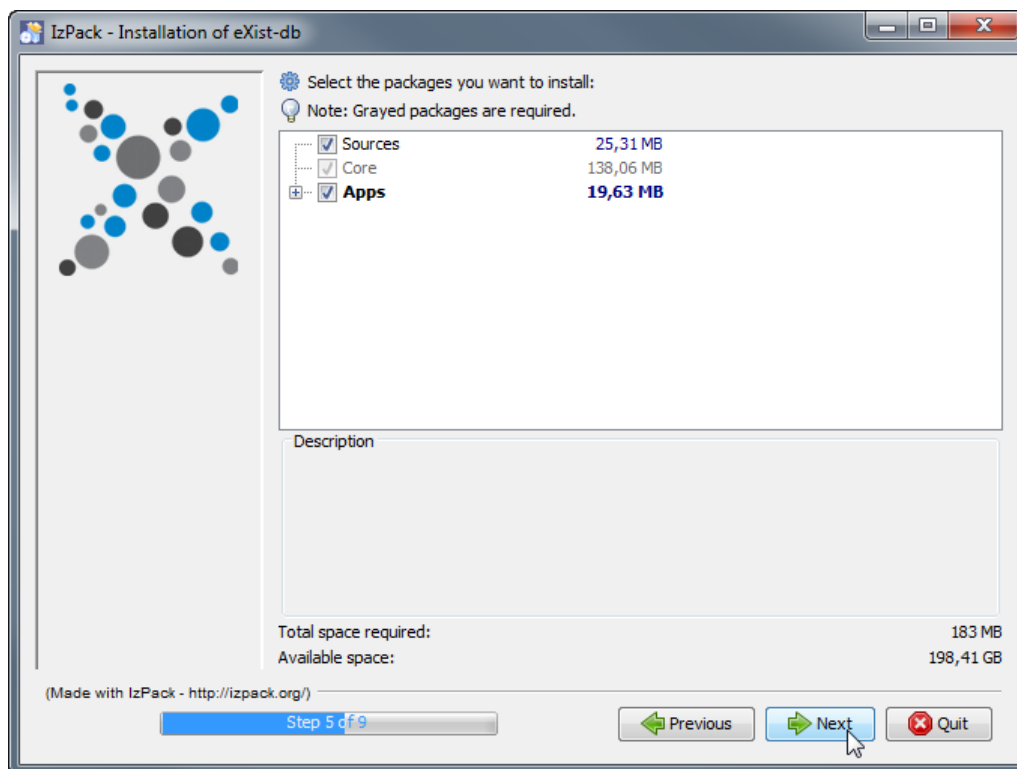 IzPack - Installation of eXist-db
Select the packages you want to install:
Note: Grayed packages are required.
Sources 25,31 MB
Core 138,06 MB
Apps 19,63 MB
Description
Total space required: 183 MB
Available space: 198,41 GB
(Made with IzPack - http://izpack.org/)
Step 5 of 9 Previous Next Quit